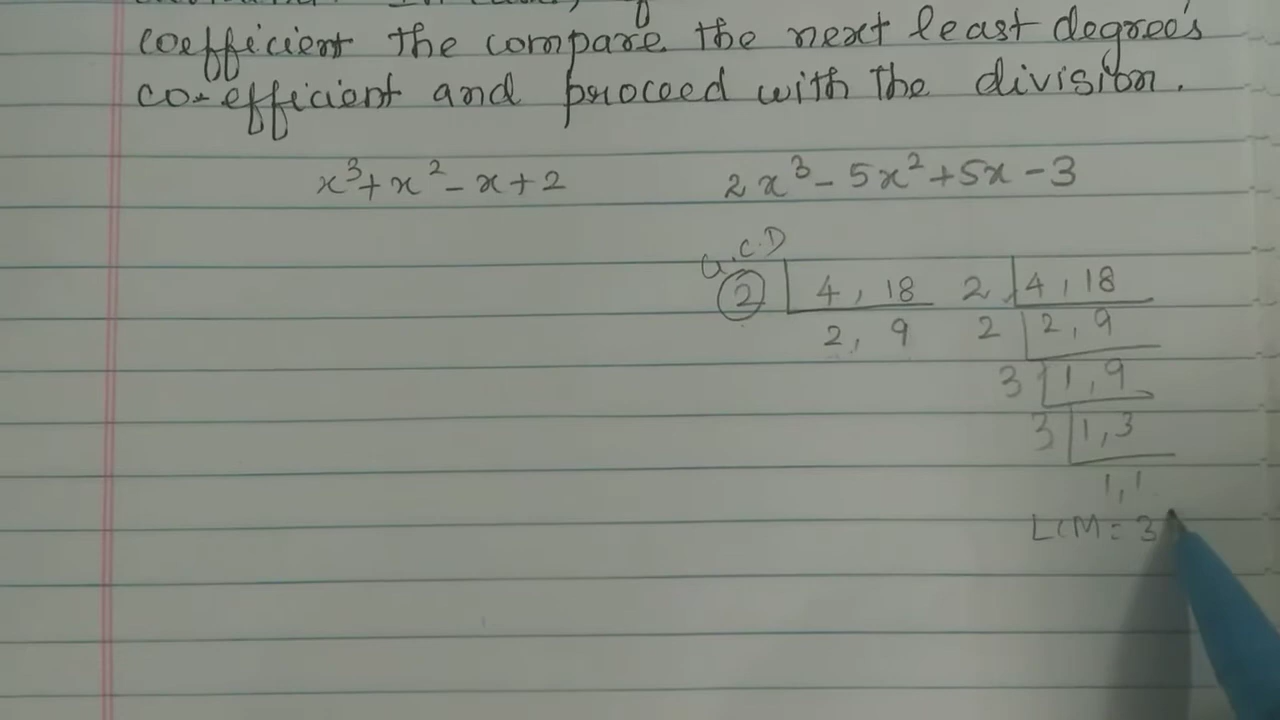 coefficient the compare the next least degree's
co-efficient and proceed with the division.
x³+x²-x+2 2x³-5x²+5x-3
G.C.D
2 4, 18 2 4, 18
2, 9 2 2, 9
3 1, 9
3 1, 3
1, 1
LCM = 3